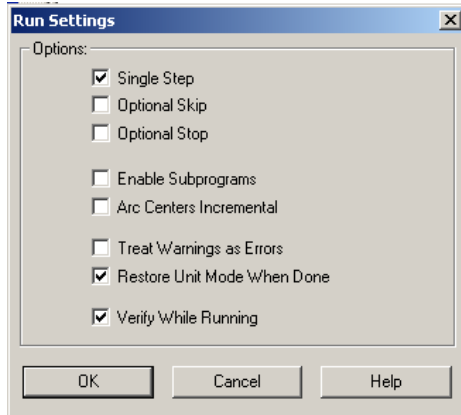 Run Settings
Options:
Single Step
Optional Skip
Optional Stop
Enable Subprograms
Arc Centers Incremental
Treat Warnings as Errors
Restore Unit Mode When Done
Verify While Running
OK
Cancel
Help